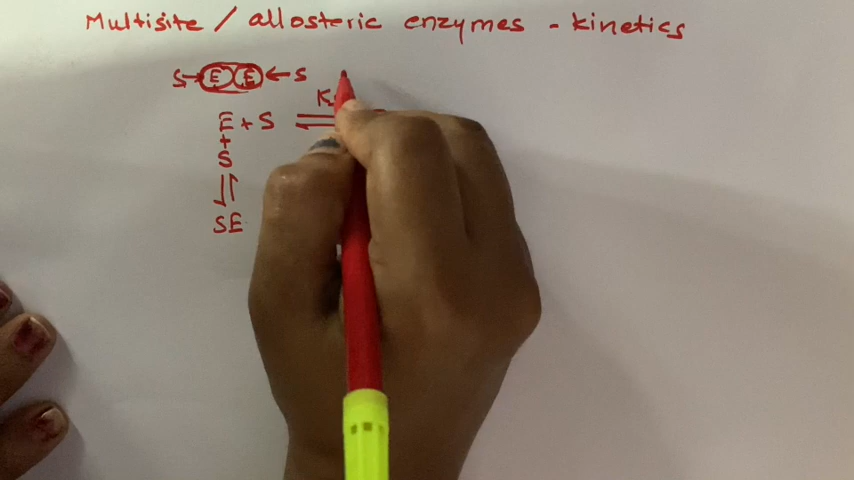 Multisite / allosteric enzymes - kinetics
S→ E E ←S
K
E + S ⇌
+
S
⇌
SE